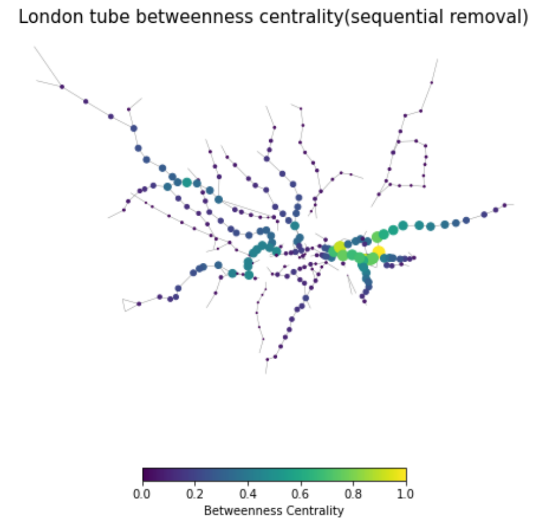 London tube betweenness centrality(sequential removal)
0.0 0.2 0.4 0.6 0.8 1.0
Betweenness Centrality